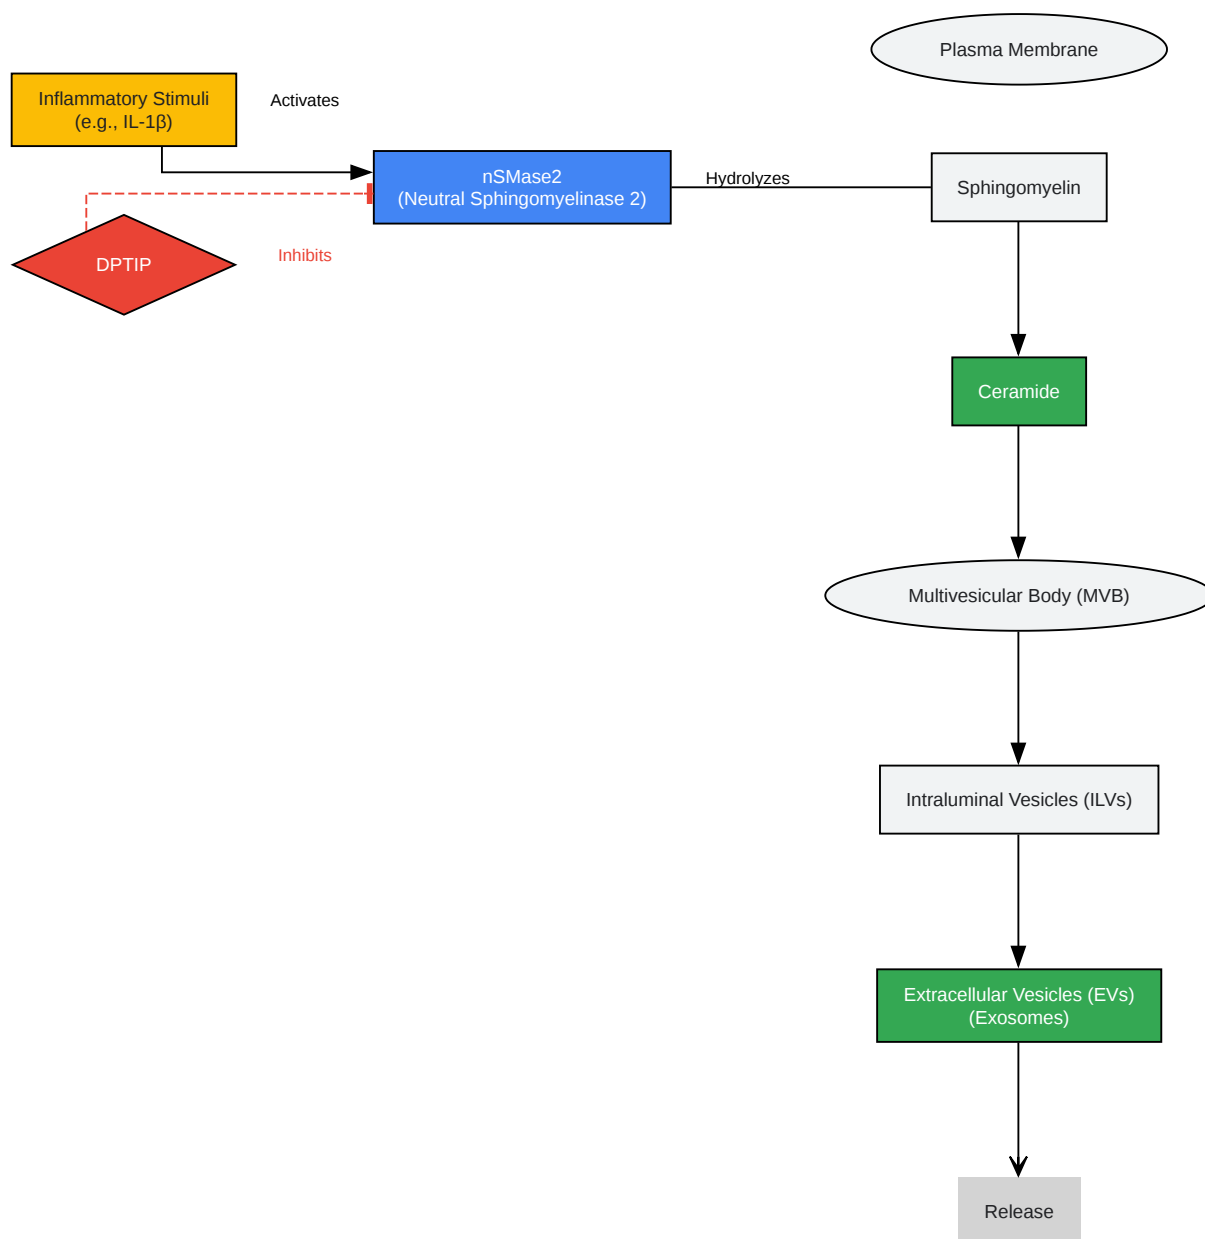 Plasma Membrane
Inflammatory Stimuli
(e.g., IL-1β)
Activates
nSMase2
(Neutral Sphingomyelinase 2)
Hydrolyzes
Sphingomyelin
DPTIP
Inhibits
Ceramide
Multivesicular Body (MVB)
Intraluminal Vesicles (ILVs)
Extracellular Vesicles (EVs)
(Exosomes)
Release